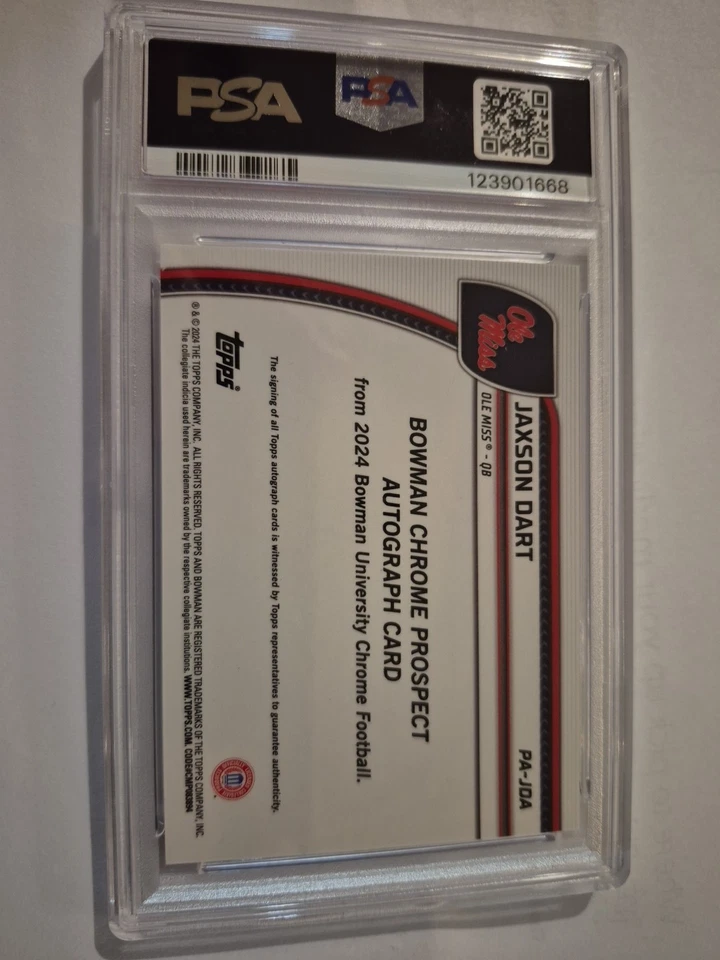 PSA
PSA
123901668
Ole Miss
JAXSON DART
PA-JDA
OLE MISS® - QB
BOWMAN CHROME PROSPECT
AUTOGRAPH CARD
from 2024 Bowman University Chrome Football.
The signing of all Topps autograph cards is witnessed by Topps representatives to guarantee authenticity.
topps®
® & © 2024 THE TOPPS COMPANY, INC. ALL RIGHTS RESERVED. TOPPS AND BOWMAN ARE REGISTERED TRADEMARKS OF THE TOPPS COMPANY, INC.
The collegiate indicia used herein are trademarks owned by the respective collegiate institutions. WWW.TOPPS.COM. CODE#CMP083894